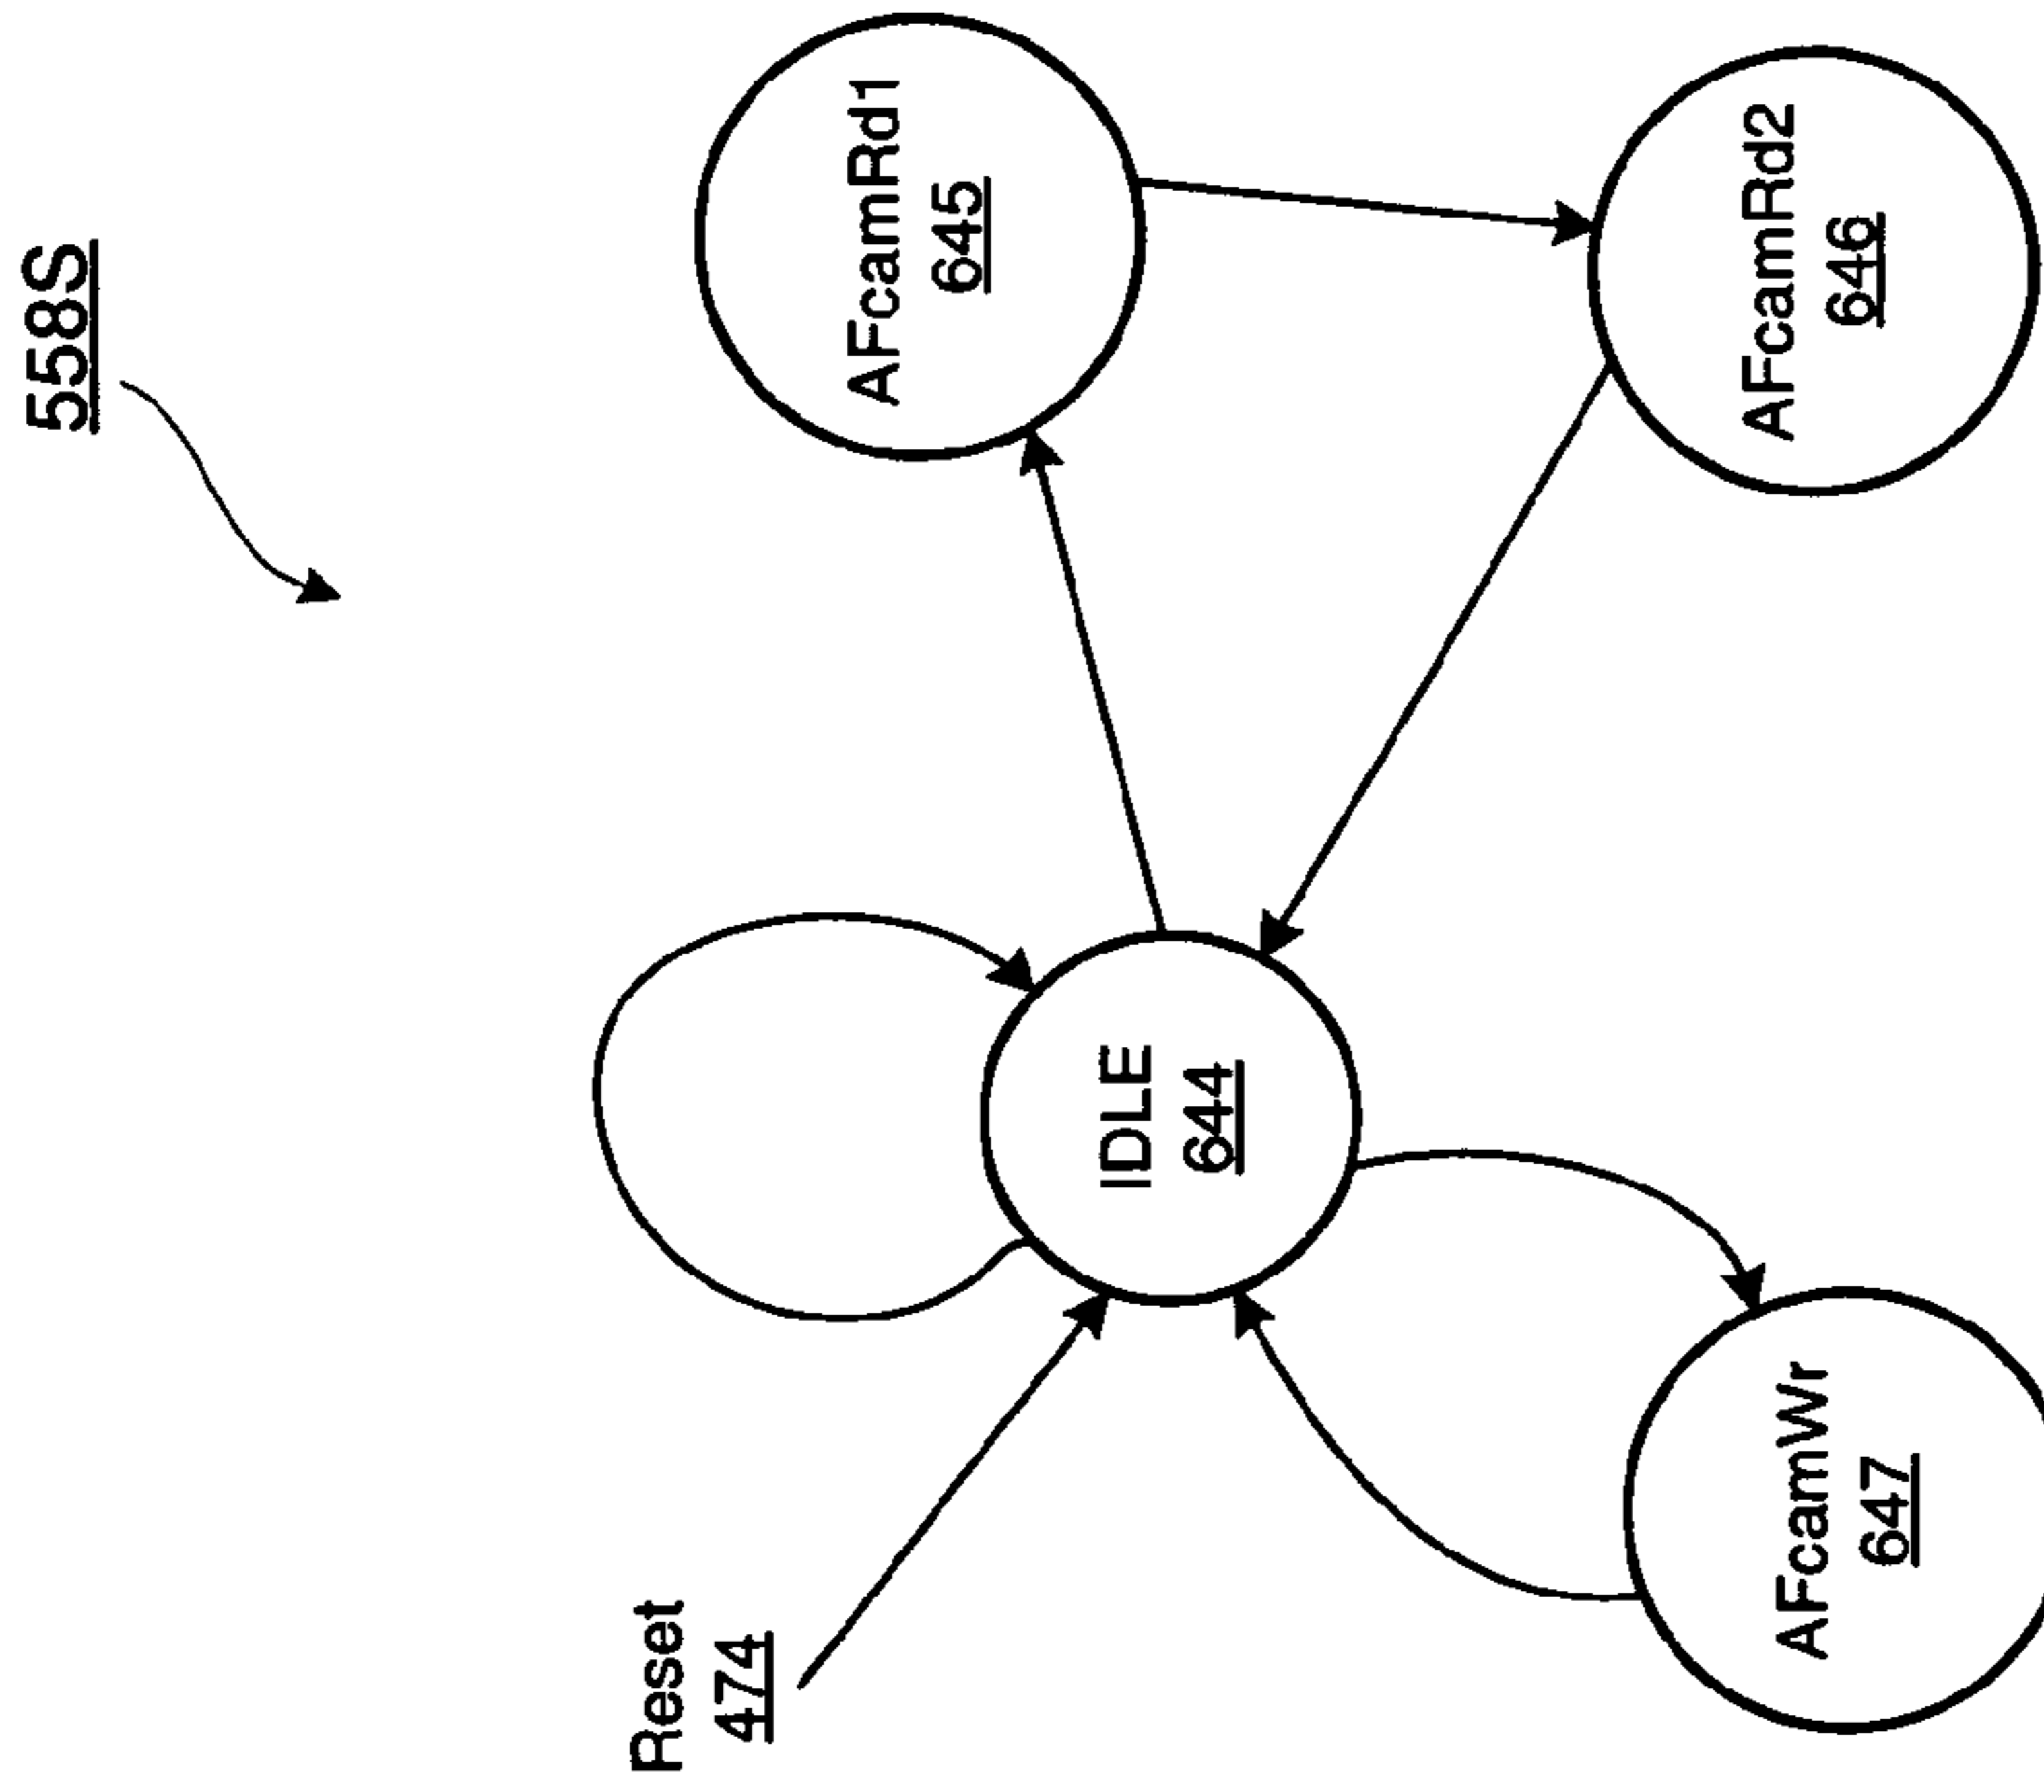 558S
Reset
474
IDLE
644
AFcamRd1
645
AFcamWr
647
AFcamRd2
646